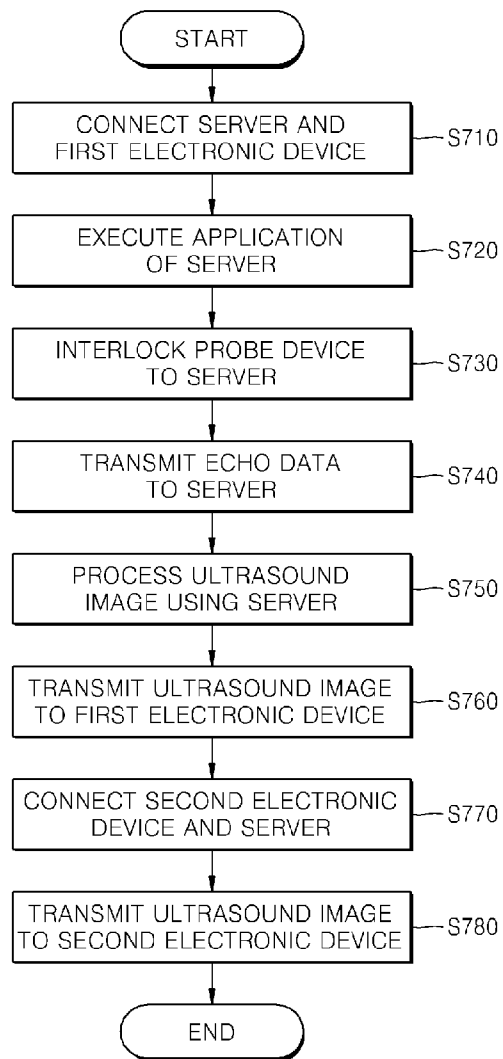 START
CONNECT SERVER AND
FIRST ELECTRONIC DEVICE
S710
EXECUTE APPLICATION
OF SERVER
S720
INTERLOCK PROBE DEVICE
TO SERVER
S730
TRANSMIT ECHO DATA
TO SERVER
S740
PROCESS ULTRASOUND
IMAGE USING SERVER
S750
TRANSMIT ULTRASOUND IMAGE
TO FIRST ELECTRONIC DEVICE
S760
CONNECT SECOND ELECTRONIC
DEVICE AND SERVER
S770
TRANSMIT ULTRASOUND IMAGE
TO SECOND ELECTRONIC DEVICE
S780
END